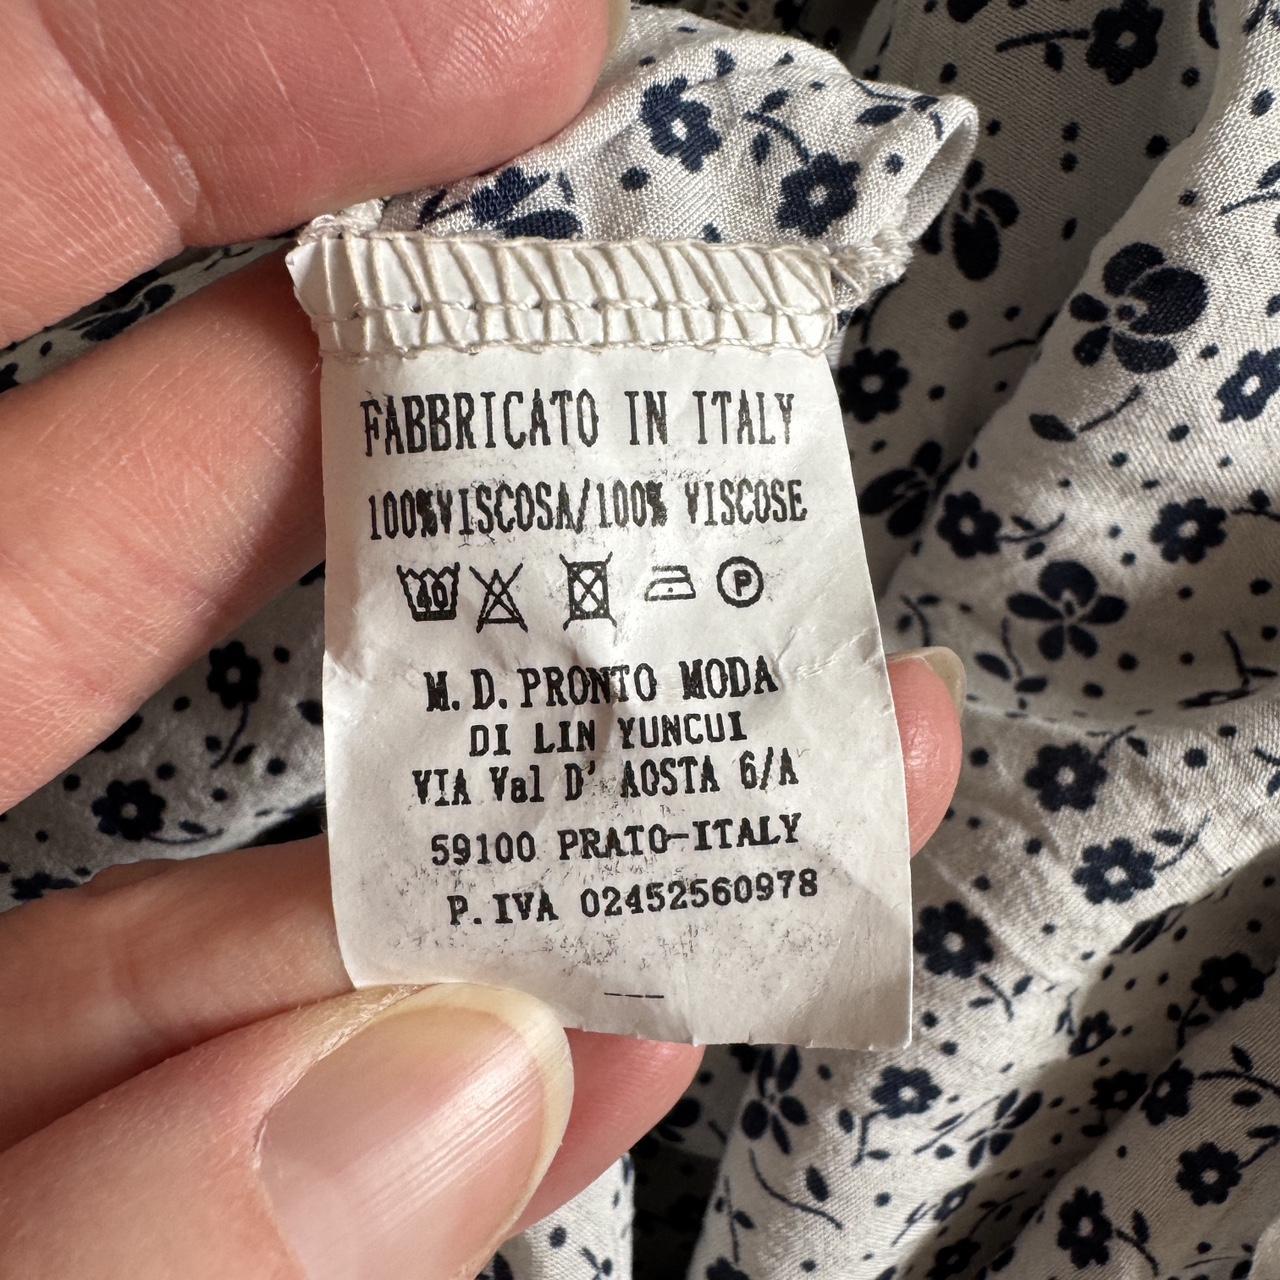 FABBRICATO IN ITALY
100%VISCOSA/100% VISCOSE
40 P
M.D. PRONTO MODA
DI LIN YUNCUI
VIA Val D' AOSTA 6/A
59100 PRATO-ITALY
P.IVA 02452560978